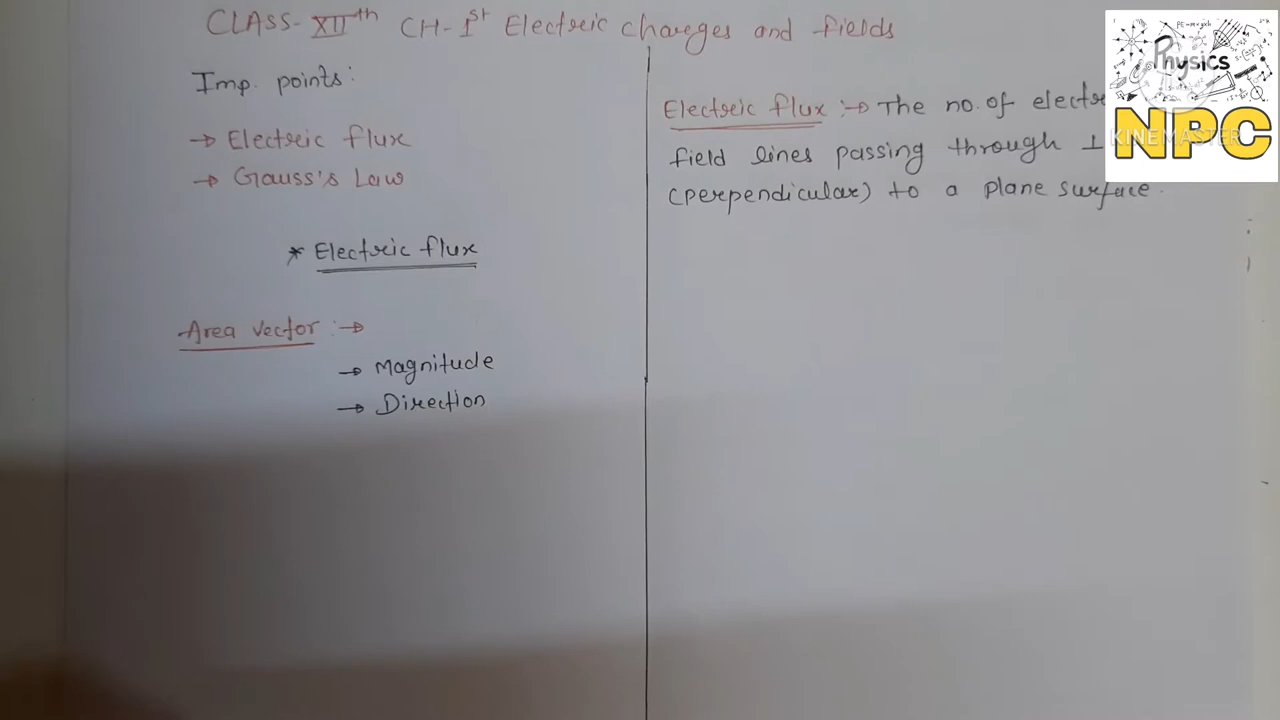 CLASS- XIIth CH-1st Electric charges and fields
Imp. points:
→ Electric flux
→ Gauss's Law
* Electric flux
Area vector :→
→ Magnitude
→ Direction
Electric flux :→ The no. of electr
field lines passing through ⊥
(perpendicular) to a plane surface.
Physics
NPC
KINEMASTER